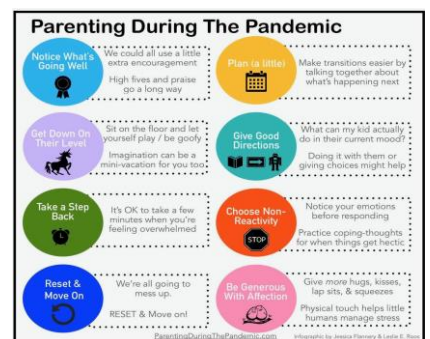 Parenting During The Pandemic
Notice What's
Going Well
We could all use a little
extra encouragement
High fives and praise
go a long way
Plan (a little)
Make transitions easier by
talking together about
what's happening next
Get Down On
Their Level
Sit on the floor and let
yourself play / be goofy
Imagination can be a
mini-vacation for you too
Give Good
Directions
What can my kid actually
do in their current mood?
Doing it with them or
giving choices might help
Take a Step
Back
It's OK to take a few
minutes when you're
feeling overwhelmed
Choose Non-
Reactivity
STOP
Notice your emotions
before responding
Practice coping-thoughts
for when things get hectic
Reset &
Move On
We're all going to
mess up.
RESET & Move on!
Be Generous
With Affection
Give more hugs, kisses,
lap sits, & squeezes
Physical touch helps little
humans manage stress
ParentingDuringThePandemic.com
Infographic by Jessica Flannery & Leslie E. Roos